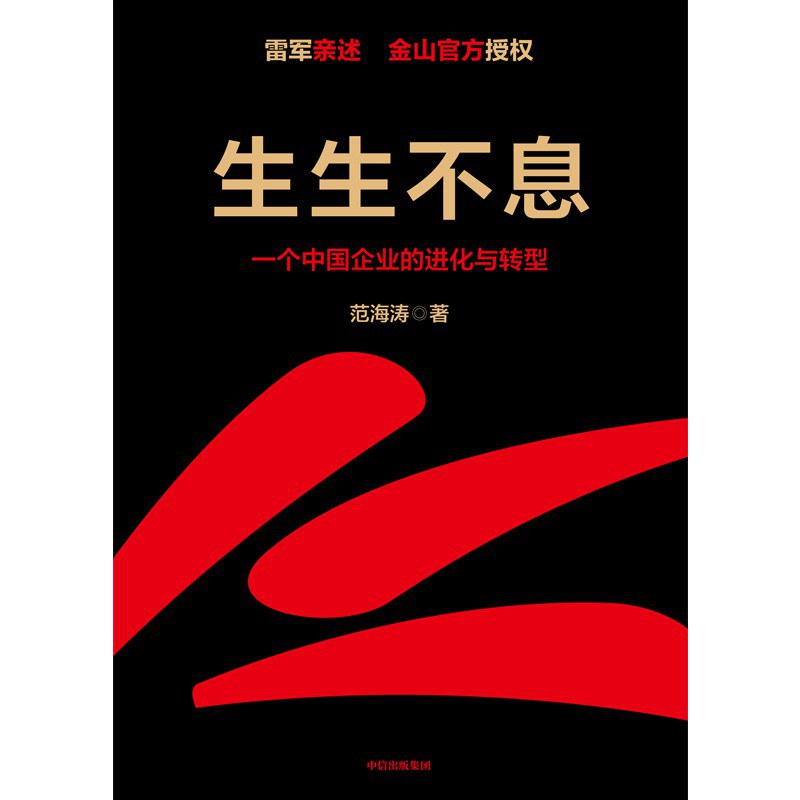 雷军亲述 金山官方授权
生生不息
一个中国企业的进化与转型
范海涛◎著
中信出版集团